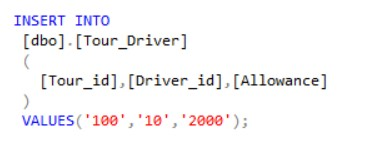 INSERT INTO
[dbo].[Tour_Driver]
(
[Tour_id],[Driver_id],[Allowance]
)
VALUES('100','10','2000');